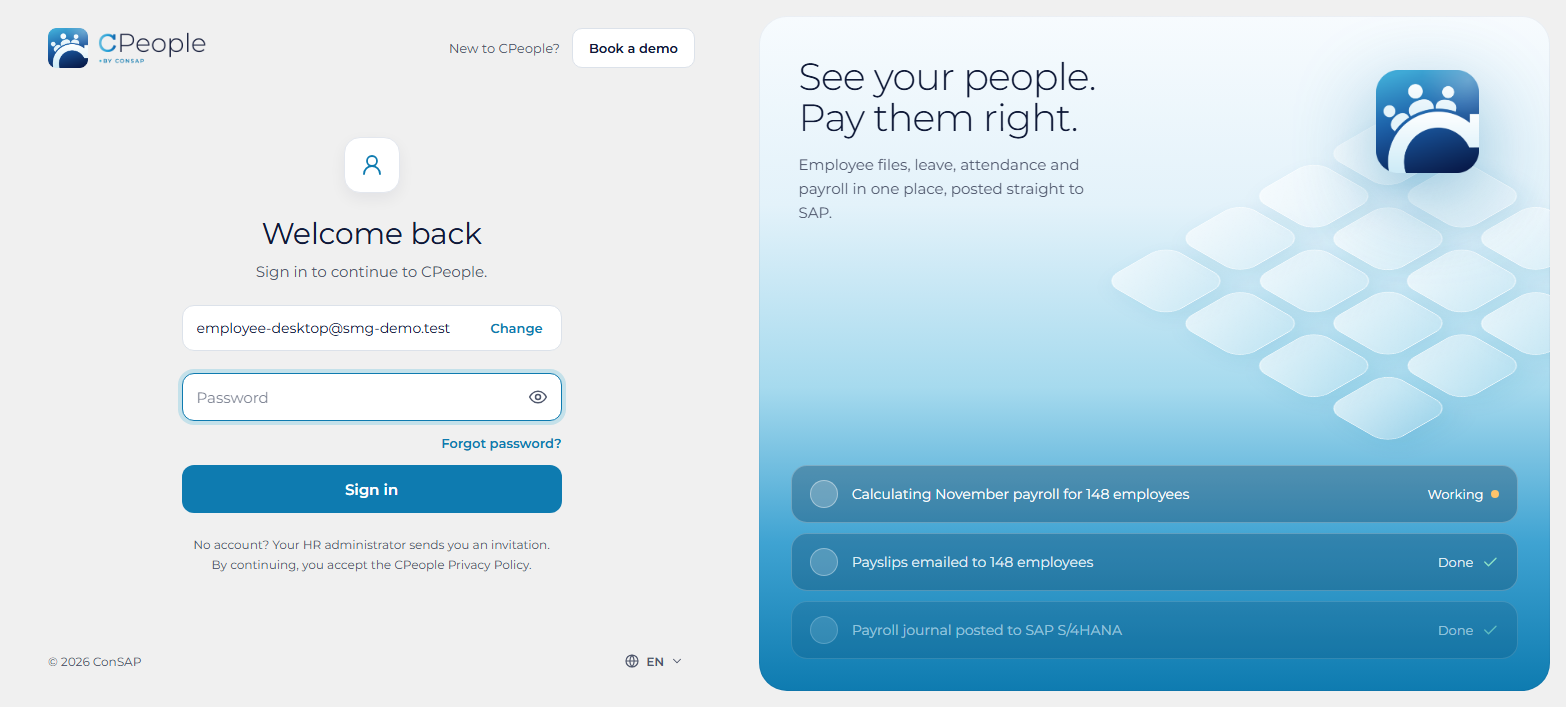 CPeople
BY CONSAP
New to CPeople?
Book a demo
Welcome back
Sign in to continue to CPeople.
employee-desktop@smg-demo.test
Change
Password
Forgot password?
Sign in
No account? Your HR administrator sends you an invitation.
By continuing, you accept the CPeople Privacy Policy.
© 2026 ConSAP
EN
See your people.
Pay them right.
Employee files, leave, attendance and
payroll in one place, posted straight to
SAP.
Calculating November payroll for 148 employees
Working
Payslips emailed to 148 employees
Done
Payroll journal posted to SAP S/4HANA
Done